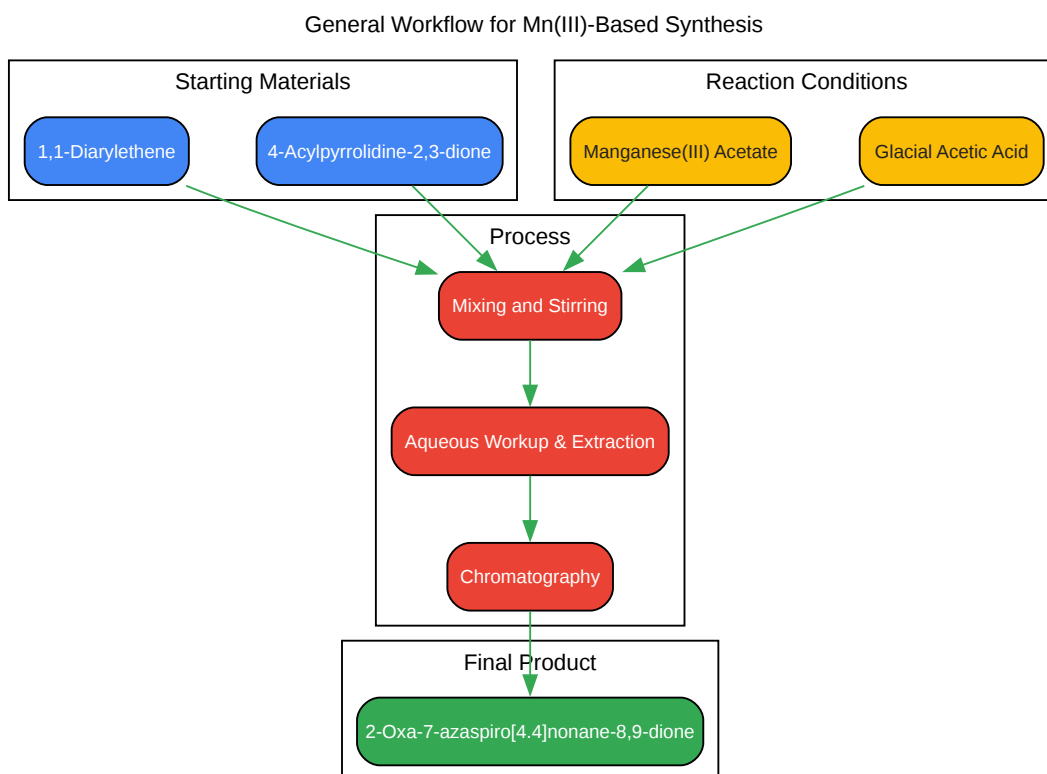 General Workflow for Mn(III)-Based Synthesis
Starting Materials
Reaction Conditions
1,1-Diarylethene
4-Acylpyrrolidine-2,3-dione
Manganese(III) Acetate
Glacial Acetic Acid
Process
Mixing and Stirring
Aqueous Workup & Extraction
Chromatography
Final Product
2-Oxa-7-azaspiro[4.4]nonane-8,9-dione